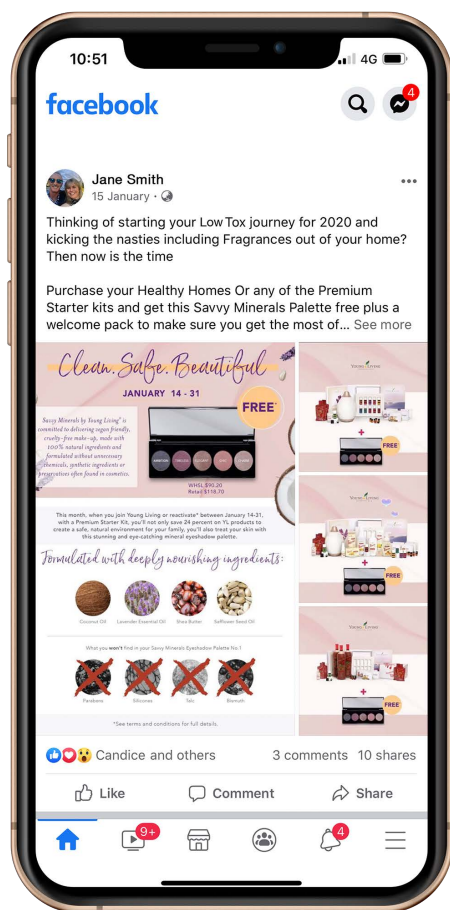 10:51
4G
facebook
4
Jane Smith
15 January
Thinking of starting your Low Tox journey for 2020 and
kicking the nasties including Fragrances out of your home?
Then now is the time
Purchase your Healthy Homes Or any of the Premium
Starter kits and get this Savvy Minerals Palette free plus a
welcome pack to make sure you get the most of... See more
Clean. Safe. Beautiful
JANUARY 14 - 31
FREE*
Savvy Minerals by Young Living® is
committed to delivering vegan friendly,
cruelty-free make-up, made with
100% natural ingredients and
formulated without unnecessary
chemicals, synthetic ingredients or
preservatives often found in cosmetics.
WHSL $90.20
Retail $118.70
This month, when you join Young Living or reactivate* between January 14-31,
with a Premium Starter Kit, you'll not only save 24 percent on YL products to
create a safe, natural environment for your family, you'll also treat your skin with
this stunning and eye-catching mineral eyeshadow palette.
Formulated with deeply nourishing ingredients:
Coconut Oil
Lavender Essential Oil
Shea Butter
Safflower Seed Oil
What you won't find in your Savvy Minerals Eyeshadow Palette No.1
Parabens
Silicones
Talc
Bismuth
*See terms and conditions for full details.
YOUNG LIVING
+
FREE
YOUNG LIVING
+
FREE
YOUNG LIVING
+
FREE
Candice and others
3 comments 10 shares
Like
Comment
Share
9+
4